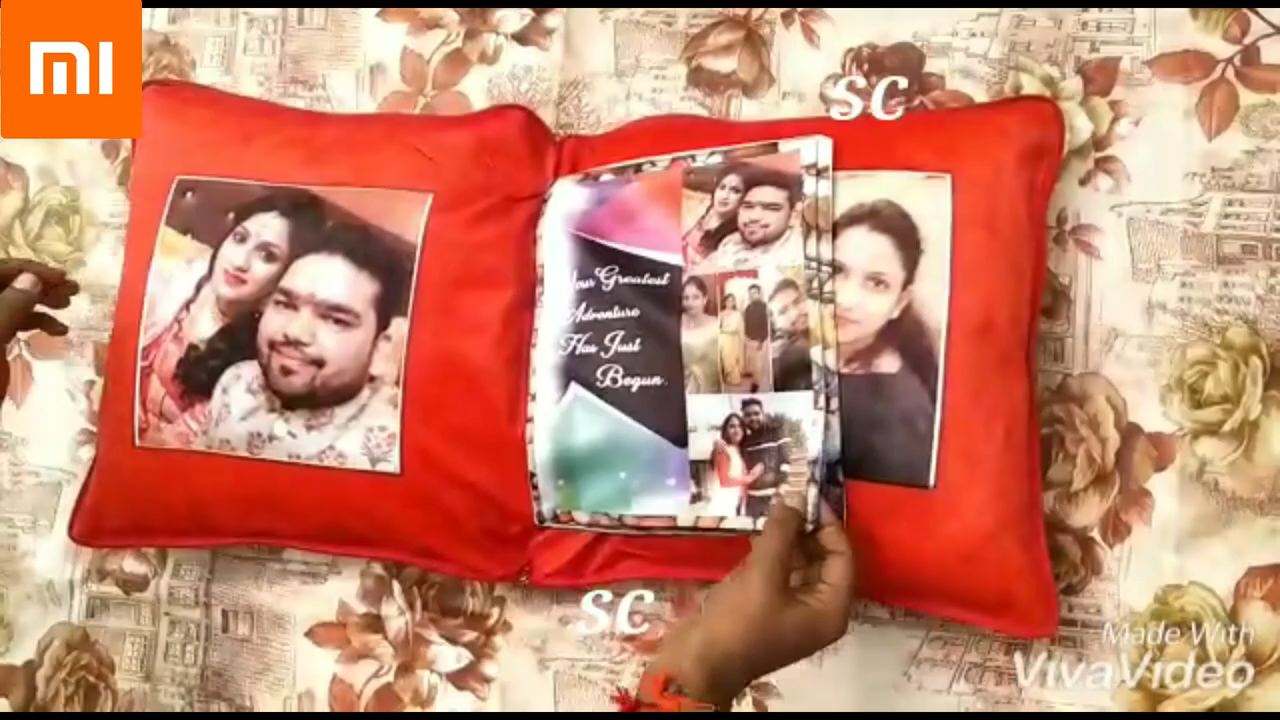 MI
SC
Your Greatest
Adventure
Has Just
Begun.
SC
Made With
VivaVideo